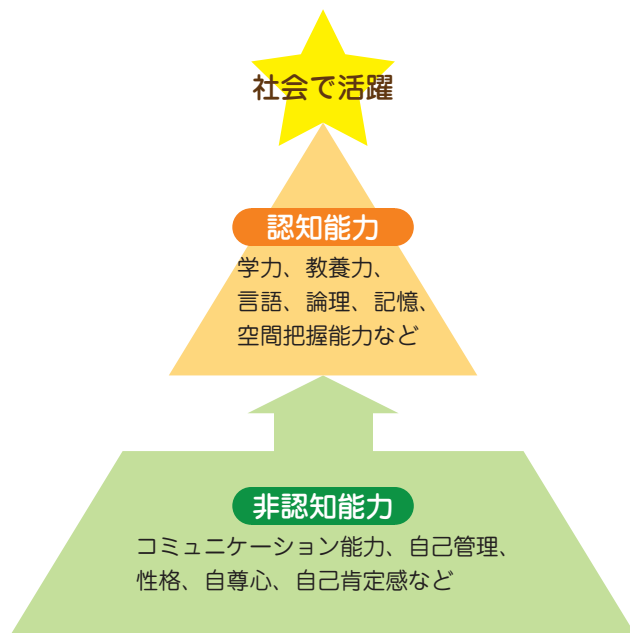 社会で活躍
認知能力
学力、教養力、
言語、論理、記憶、
空間把握能力など
非認知能力
コミュニケーション能力、自己管理、
性格、自尊心、自己肯定感など